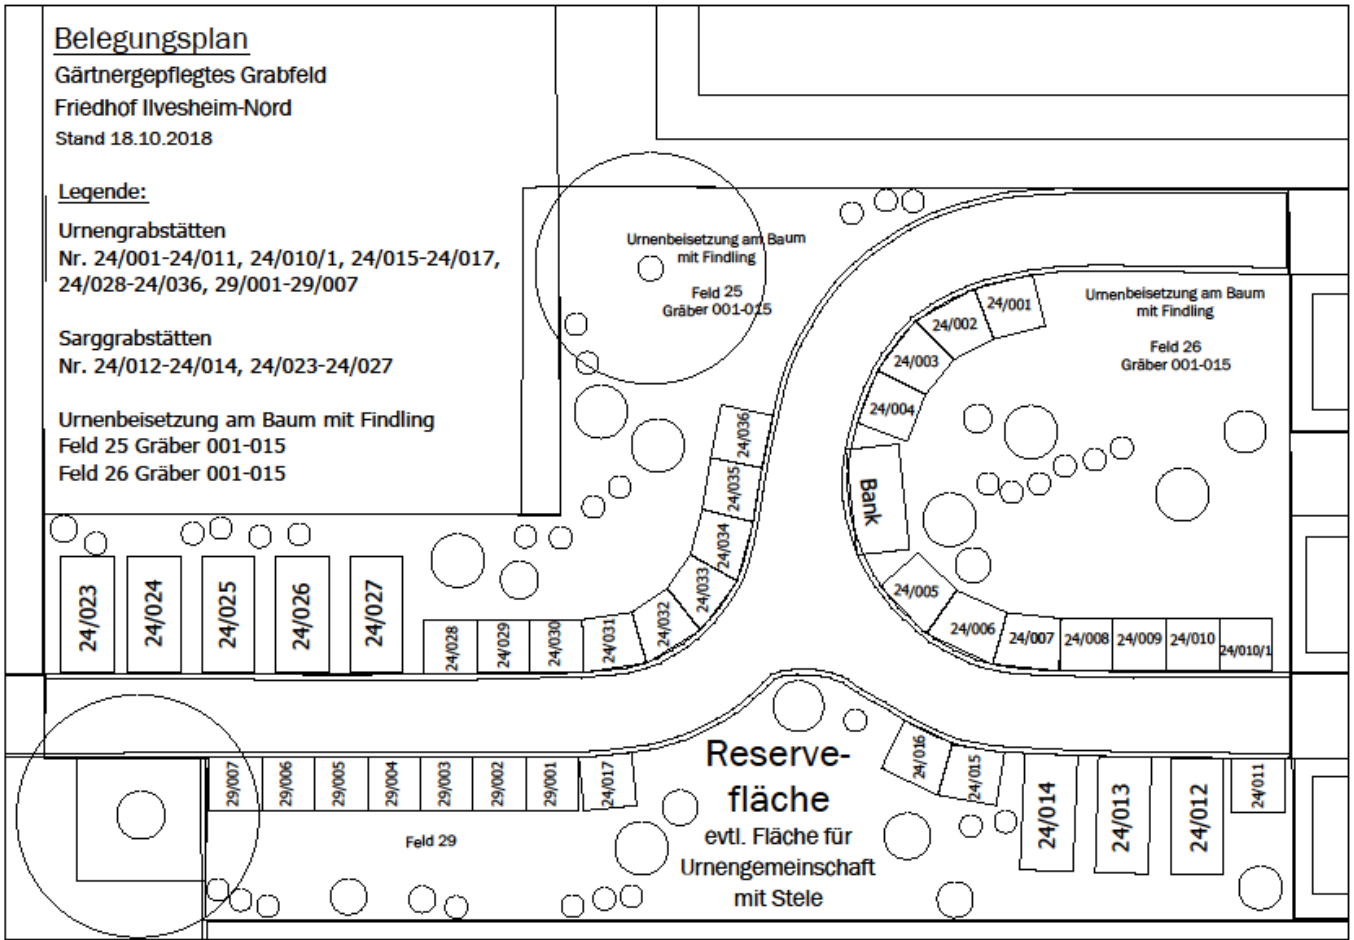 Belegungsplan
Gärtnergepflegtes Grabfeld
Friedhof Ilvesheim-Nord
Stand 18.10.2018
Legende:
Urnengrabstätten
Nr. 24/001-24/011, 24/010/1, 24/015-24/017,
24/028-24/036, 29/001-29/007
Sarggrabstätten
Nr. 24/012-24/014, 24/023-24/027
Urnenbeisetzung am Baum mit Findling
Feld 25 Gräber 001-015
Feld 26 Gräber 001-015
Urnenbeisetzung am Baum
mit Findling
Feld 25
Gräber 001-015
Urnenbeisetzung am Baum
mit Findling
Feld 26
Gräber 001-015
24/001
24/002
24/003
24/004
Bank
24/005
24/006
24/007
24/008
24/009
24/010
24/010/1
24/036
24/035
24/034
24/033
24/032
24/031
24/030
24/029
24/028
24/023
24/024
24/025
24/026
24/027
29/007
29/006
29/005
29/004
29/003
29/002
29/001
24/017
Feld 29
Reserve-
fläche
evtl. Fläche für
Urnengemeinschaft
mit Stele
24/016
24/015
24/014
24/013
24/012
24/011